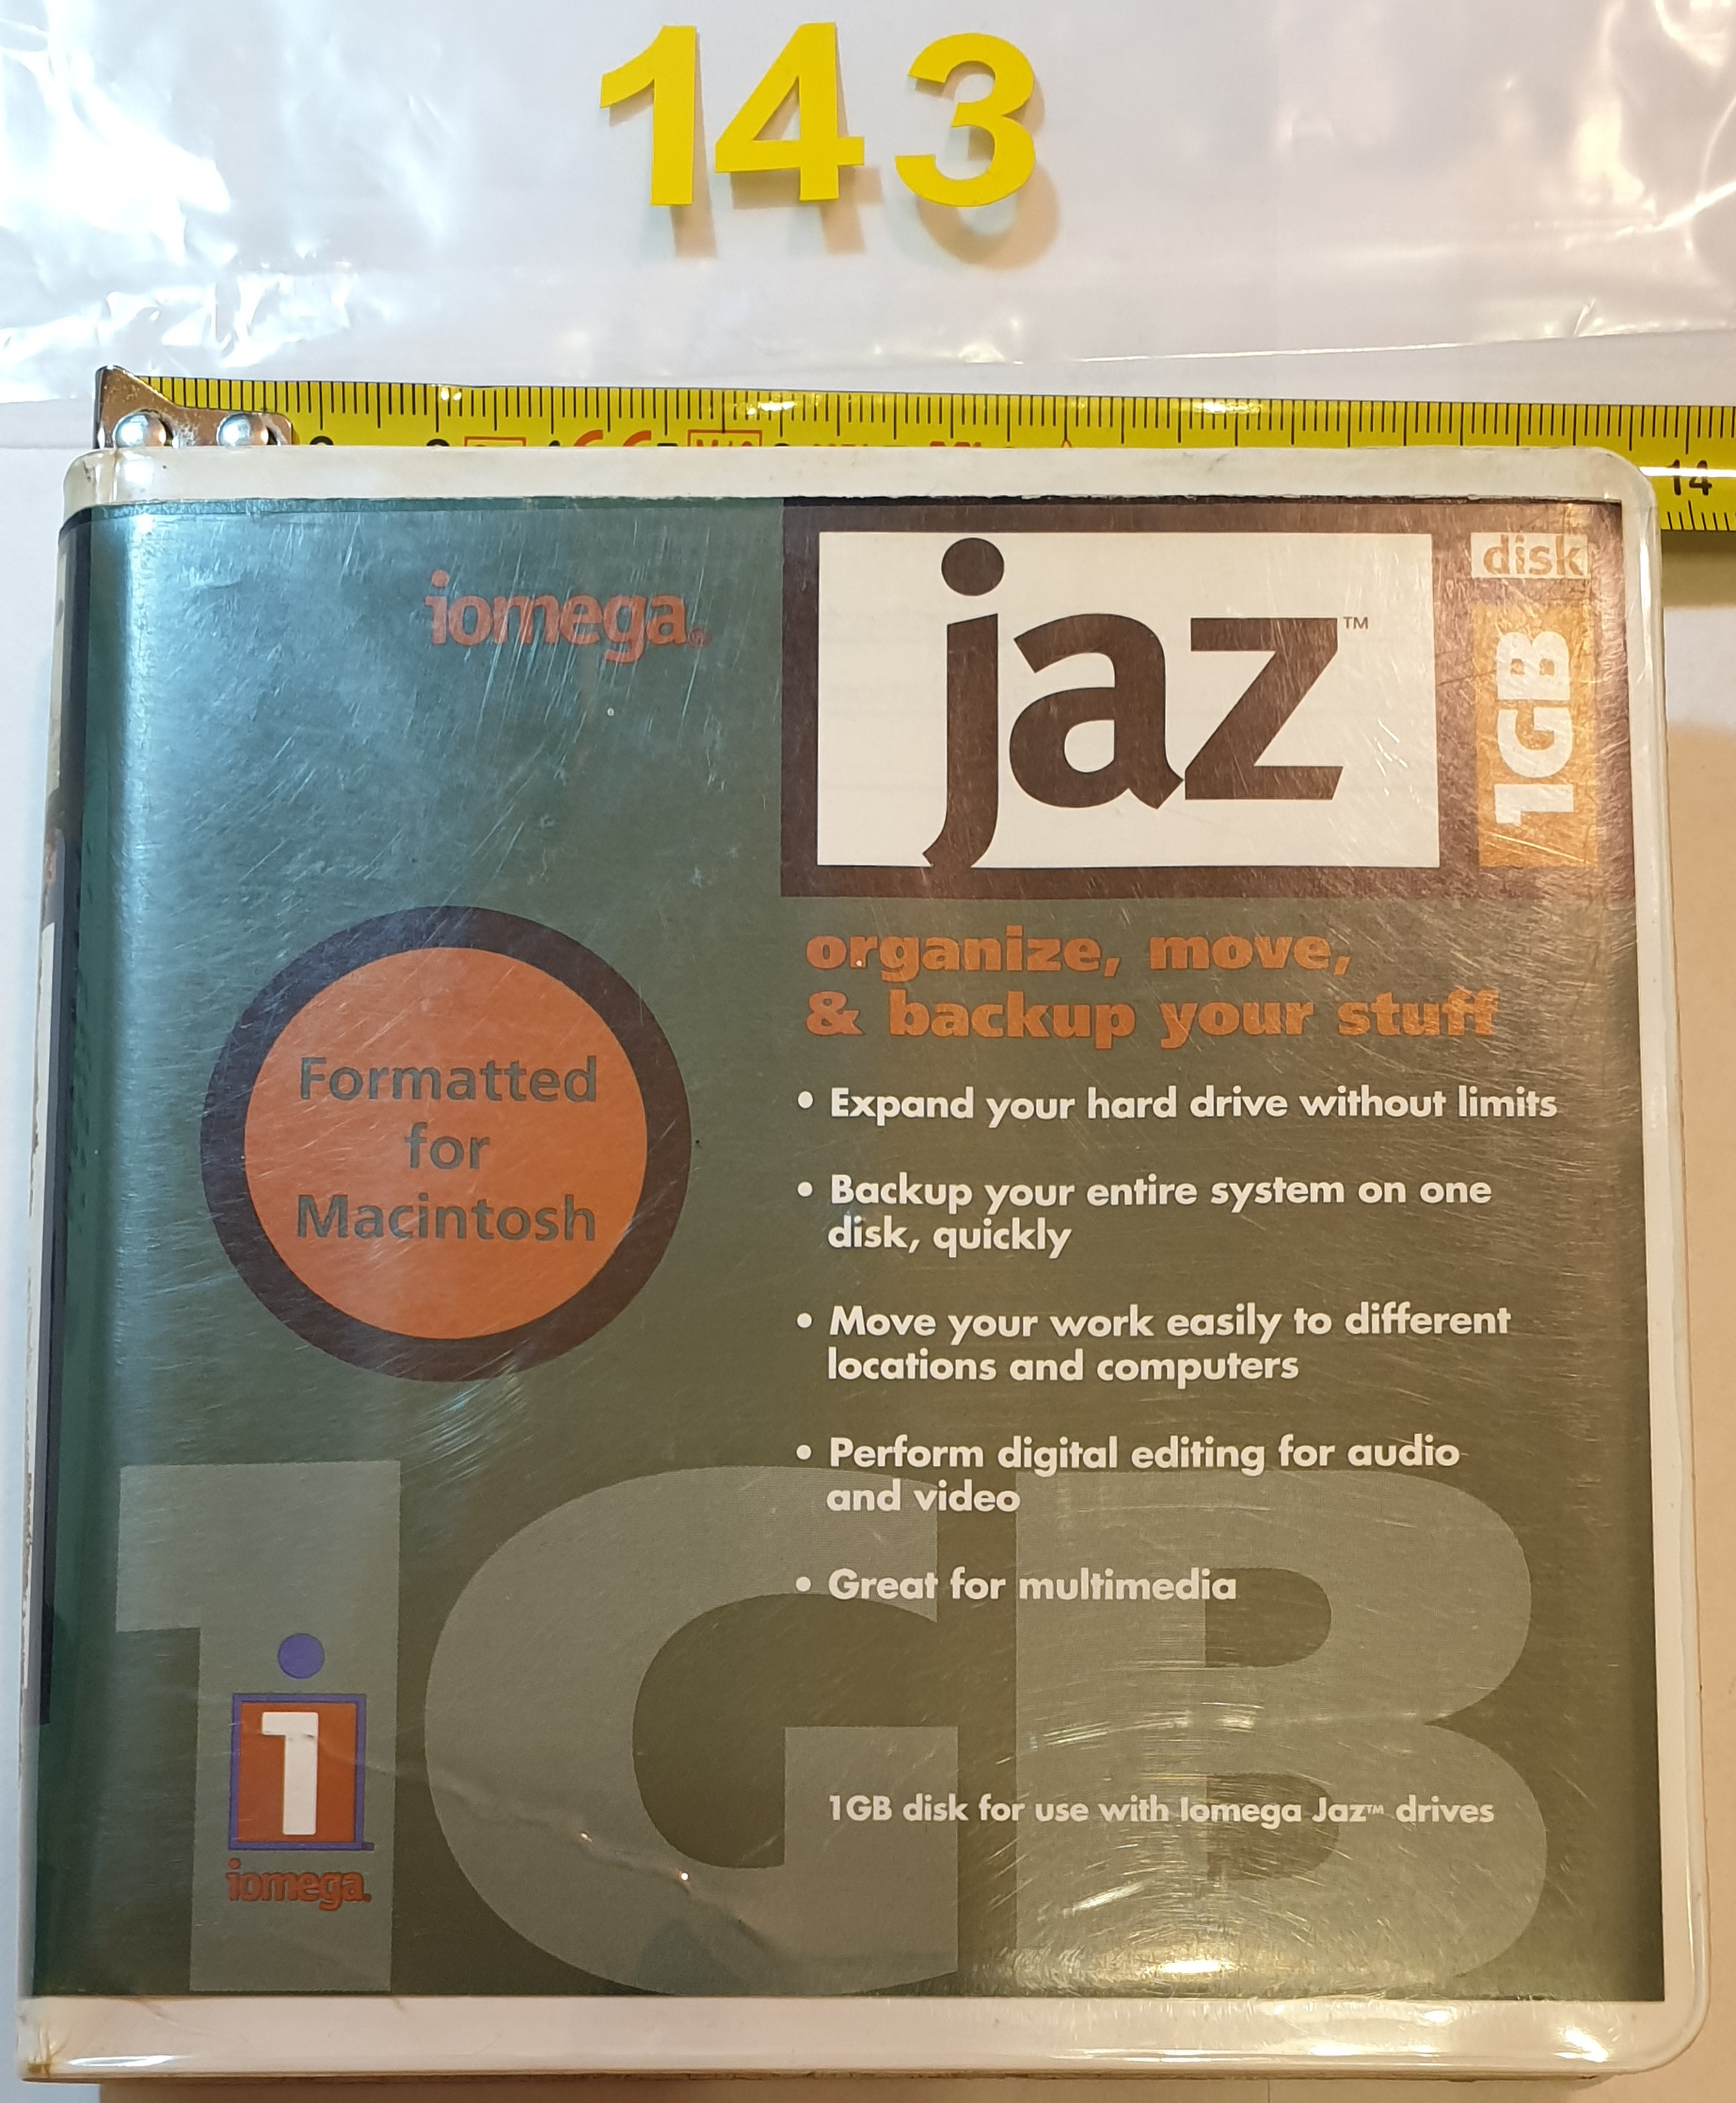 143
14
iomega®
jaz™
disk
1GB
organize, move,
& backup your stuff
Formatted
for
Macintosh
• Expand your hard drive without limits
• Backup your entire system on one
disk, quickly
• Move your work easily to different
locations and computers
• Perform digital editing for audio
and video
• Great for multimedia
1GB
1
iomega.
1GB disk for use with Iomega Jaz™ drives